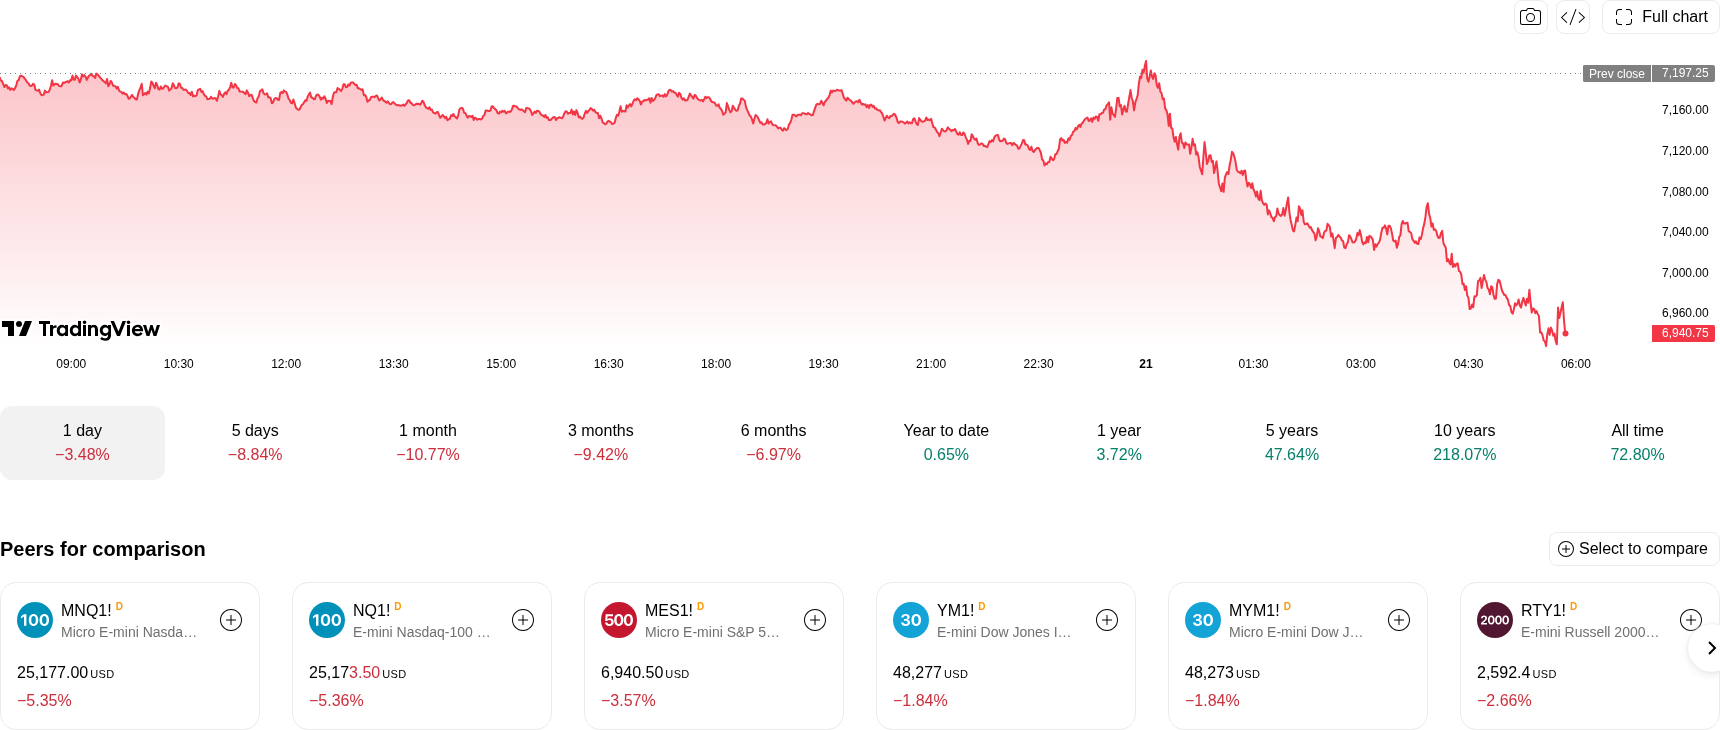 Full chart
Prev close 7,197.25
7,160.00
7,120.00
7,080.00
7,040.00
7,000.00
6,960.00
6,940.75
TradingView
09:00 10:30 12:00 13:30 15:00 16:30 18:00 19:30 21:00 22:30 21 01:30 03:00 04:30 06:00
1 day 5 days 1 month 3 months 6 months Year to date 1 year 5 years 10 years All time
−3.48% −8.84% −10.77% −9.42% −6.97% 0.65% 3.72% 47.64% 218.07% 72.80%
Peers for comparison
Select to compare
100 MNQ1! D
Micro E-mini Nasda…
25,177.00 USD
−5.35%
100 NQ1! D
E-mini Nasdaq-100 …
25,173.50 USD
−5.36%
500 MES1! D
Micro E-mini S&P 5…
6,940.50 USD
−3.57%
30 YM1! D
E-mini Dow Jones I…
48,277 USD
−1.84%
30 MYM1! D
Micro E-mini Dow J…
48,273 USD
−1.84%
2000 RTY1! D
E-mini Russell 2000…
2,592.4 USD
−2.66%